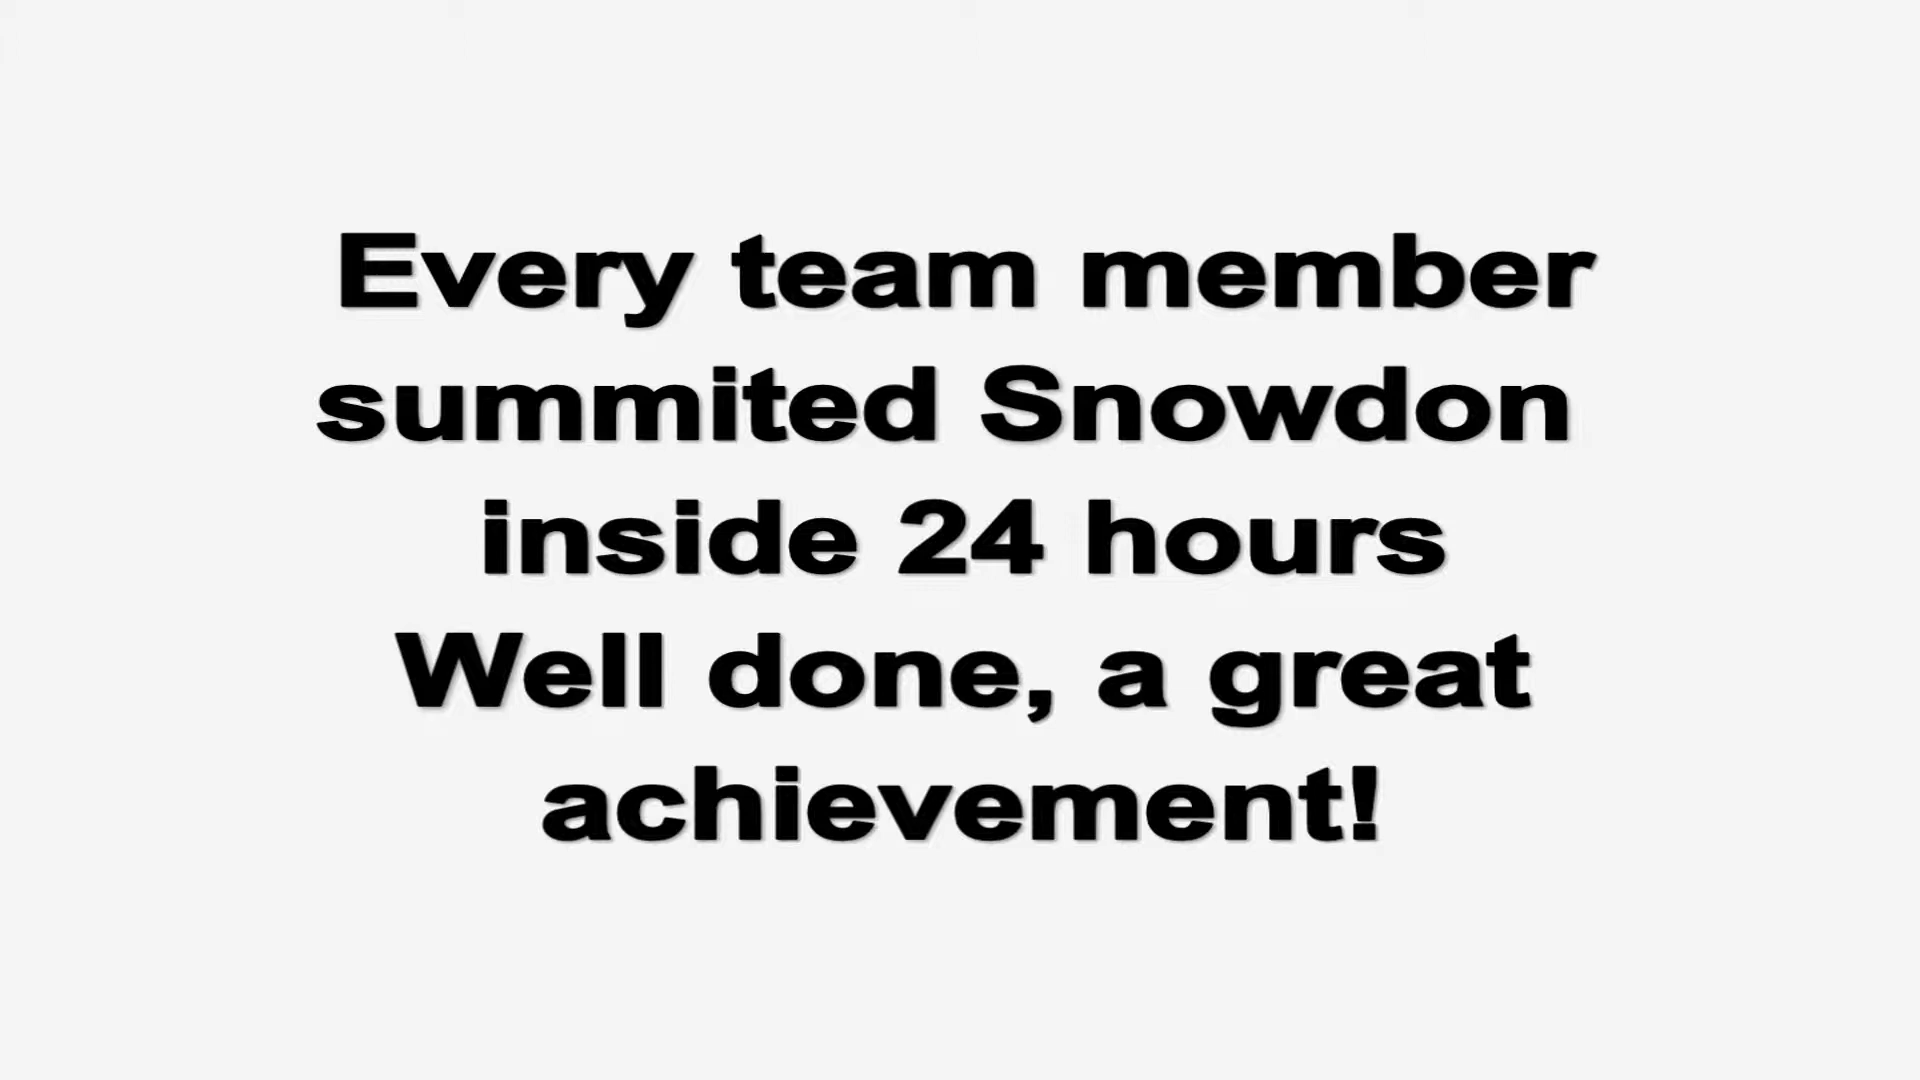 Every team member
summited Snowdon
inside 24 hours
Well done, a great
achievement!